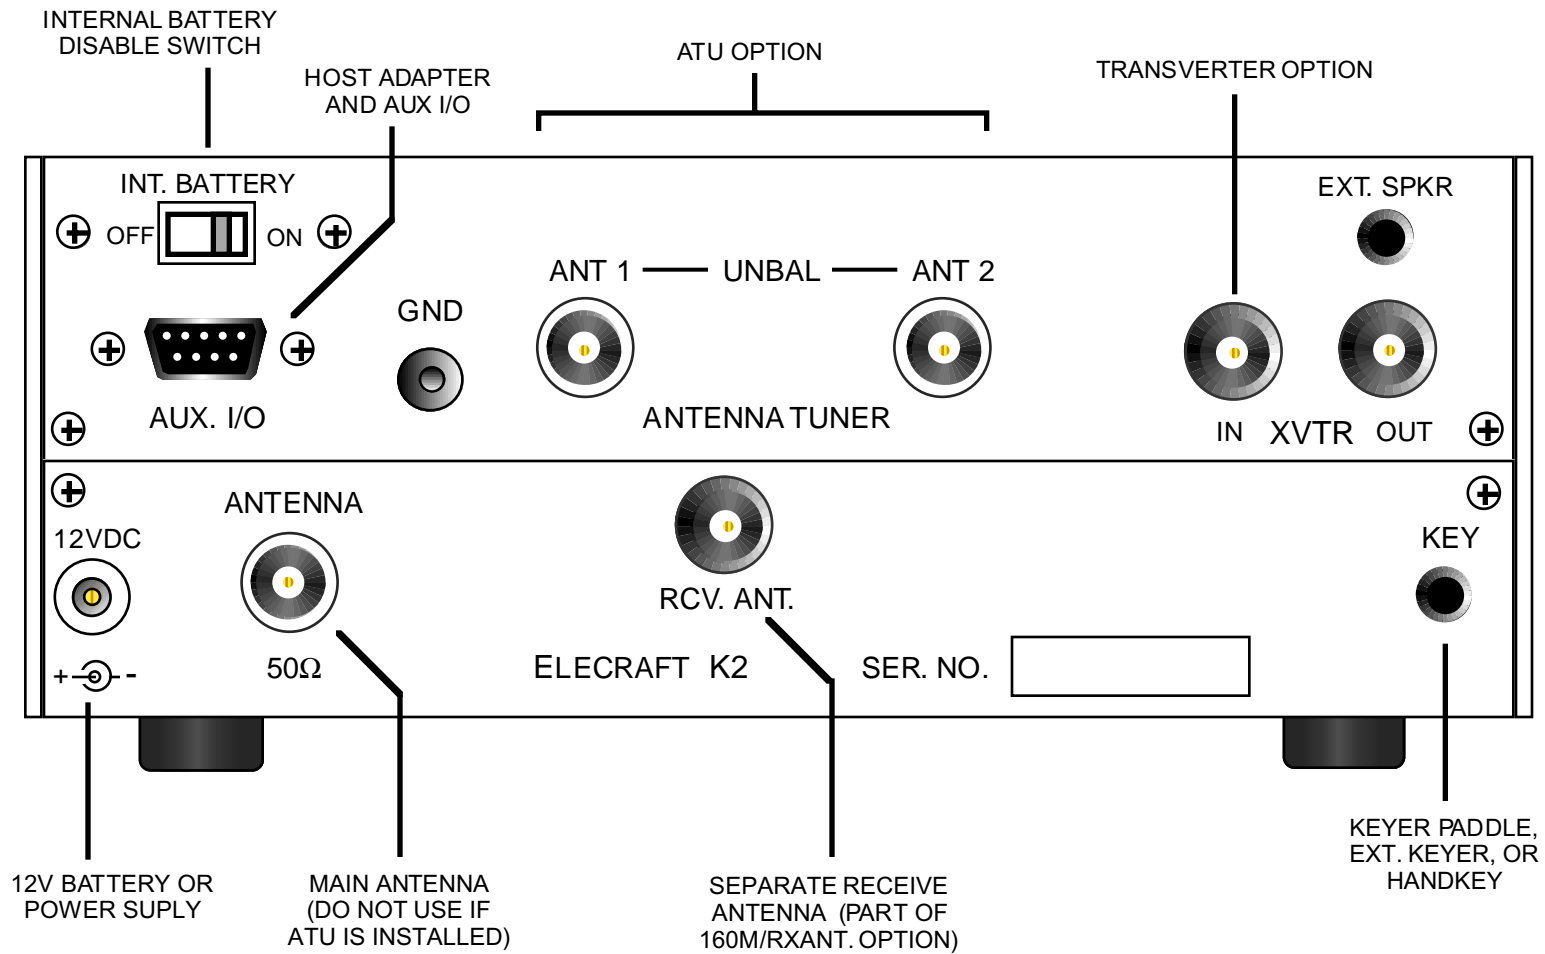 INTERNAL BATTERY
DISABLE SWITCH
HOST ADAPTER
AND AUX I/O
ATU OPTION
TRANSVERTER OPTION
INT. BATTERY
OFF
ON
EXT. SPKR
ANT 1
UNBAL
ANT 2
GND
AUX. I/O
ANTENNA TUNER
IN XVTR OUT
ANTENNA
12VDC
KEY
RCV. ANT.
+ -
50Ω
ELECRAFT K2
SER. NO.
12V BATTERY OR
POWER SUPLY
MAIN ANTENNA
(DO NOT USE IF
ATU IS INSTALLED)
SEPARATE RECEIVE
ANTENNA (PART OF
160M/RXANT. OPTION)
KEYER PADDLE,
EXT. KEYER, OR
HANDKEY